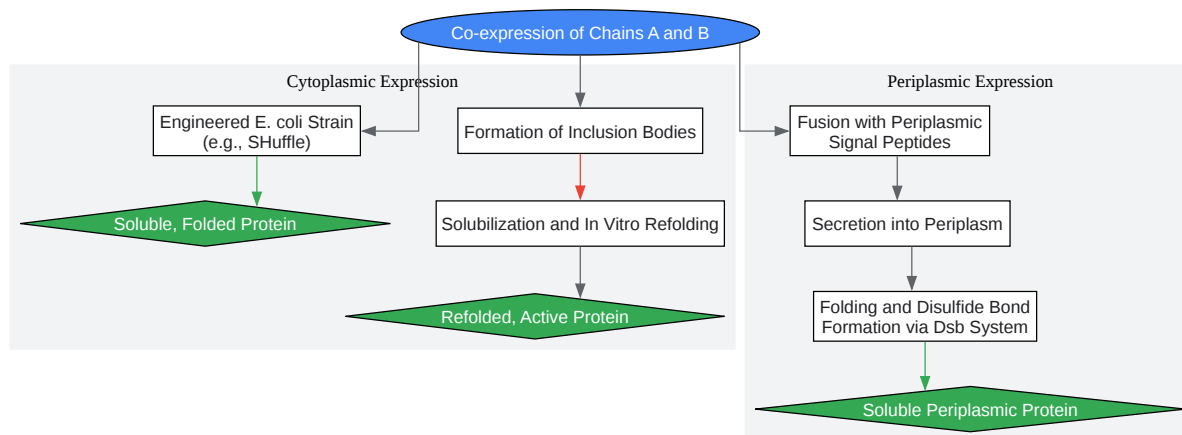 Co-expression of Chains A and B
Cytoplasmic Expression
Engineered E. coli Strain
(e.g., SHuffle)
Soluble, Folded Protein
Formation of Inclusion Bodies
Solubilization and In Vitro Refolding
Refolded, Active Protein
Periplasmic Expression
Fusion with Periplasmic
Signal Peptides
Secretion into Periplasm
Folding and Disulfide Bond
Formation via Dsb System
Soluble Periplasmic Protein